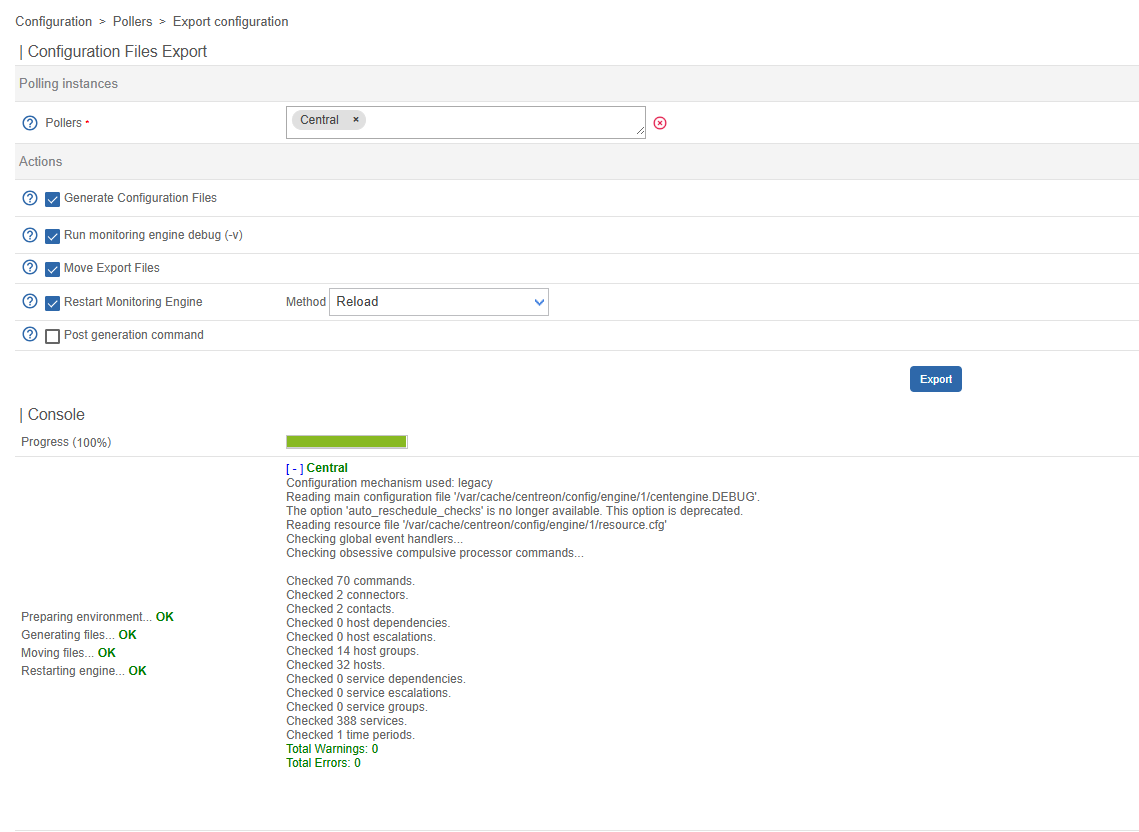 Configuration > Pollers > Export configuration
| Configuration Files Export
Polling instances
? Pollers *
Central ×
Actions
? Generate Configuration Files
? Run monitoring engine debug (-v)
? Move Export Files
? Restart Monitoring Engine
Method Reload
? Post generation command
Export
| Console
Progress (100%)
Preparing environment... OK
Generating files... OK
Moving files... OK
Restarting engine... OK
[ - ] Central
Configuration mechanism used: legacy
Reading main configuration file '/var/cache/centreon/config/engine/1/centengine.DEBUG'.
The option 'auto_reschedule_checks' is no longer available. This option is deprecated.
Reading resource file '/var/cache/centreon/config/engine/1/resource.cfg'
Checking global event handlers...
Checking obsessive compulsive processor commands...
Checked 70 commands.
Checked 2 connectors.
Checked 2 contacts.
Checked 0 host dependencies.
Checked 0 host escalations.
Checked 14 host groups.
Checked 32 hosts.
Checked 0 service dependencies.
Checked 0 service escalations.
Checked 0 service groups.
Checked 388 services.
Checked 1 time periods.
Total Warnings: 0
Total Errors: 0